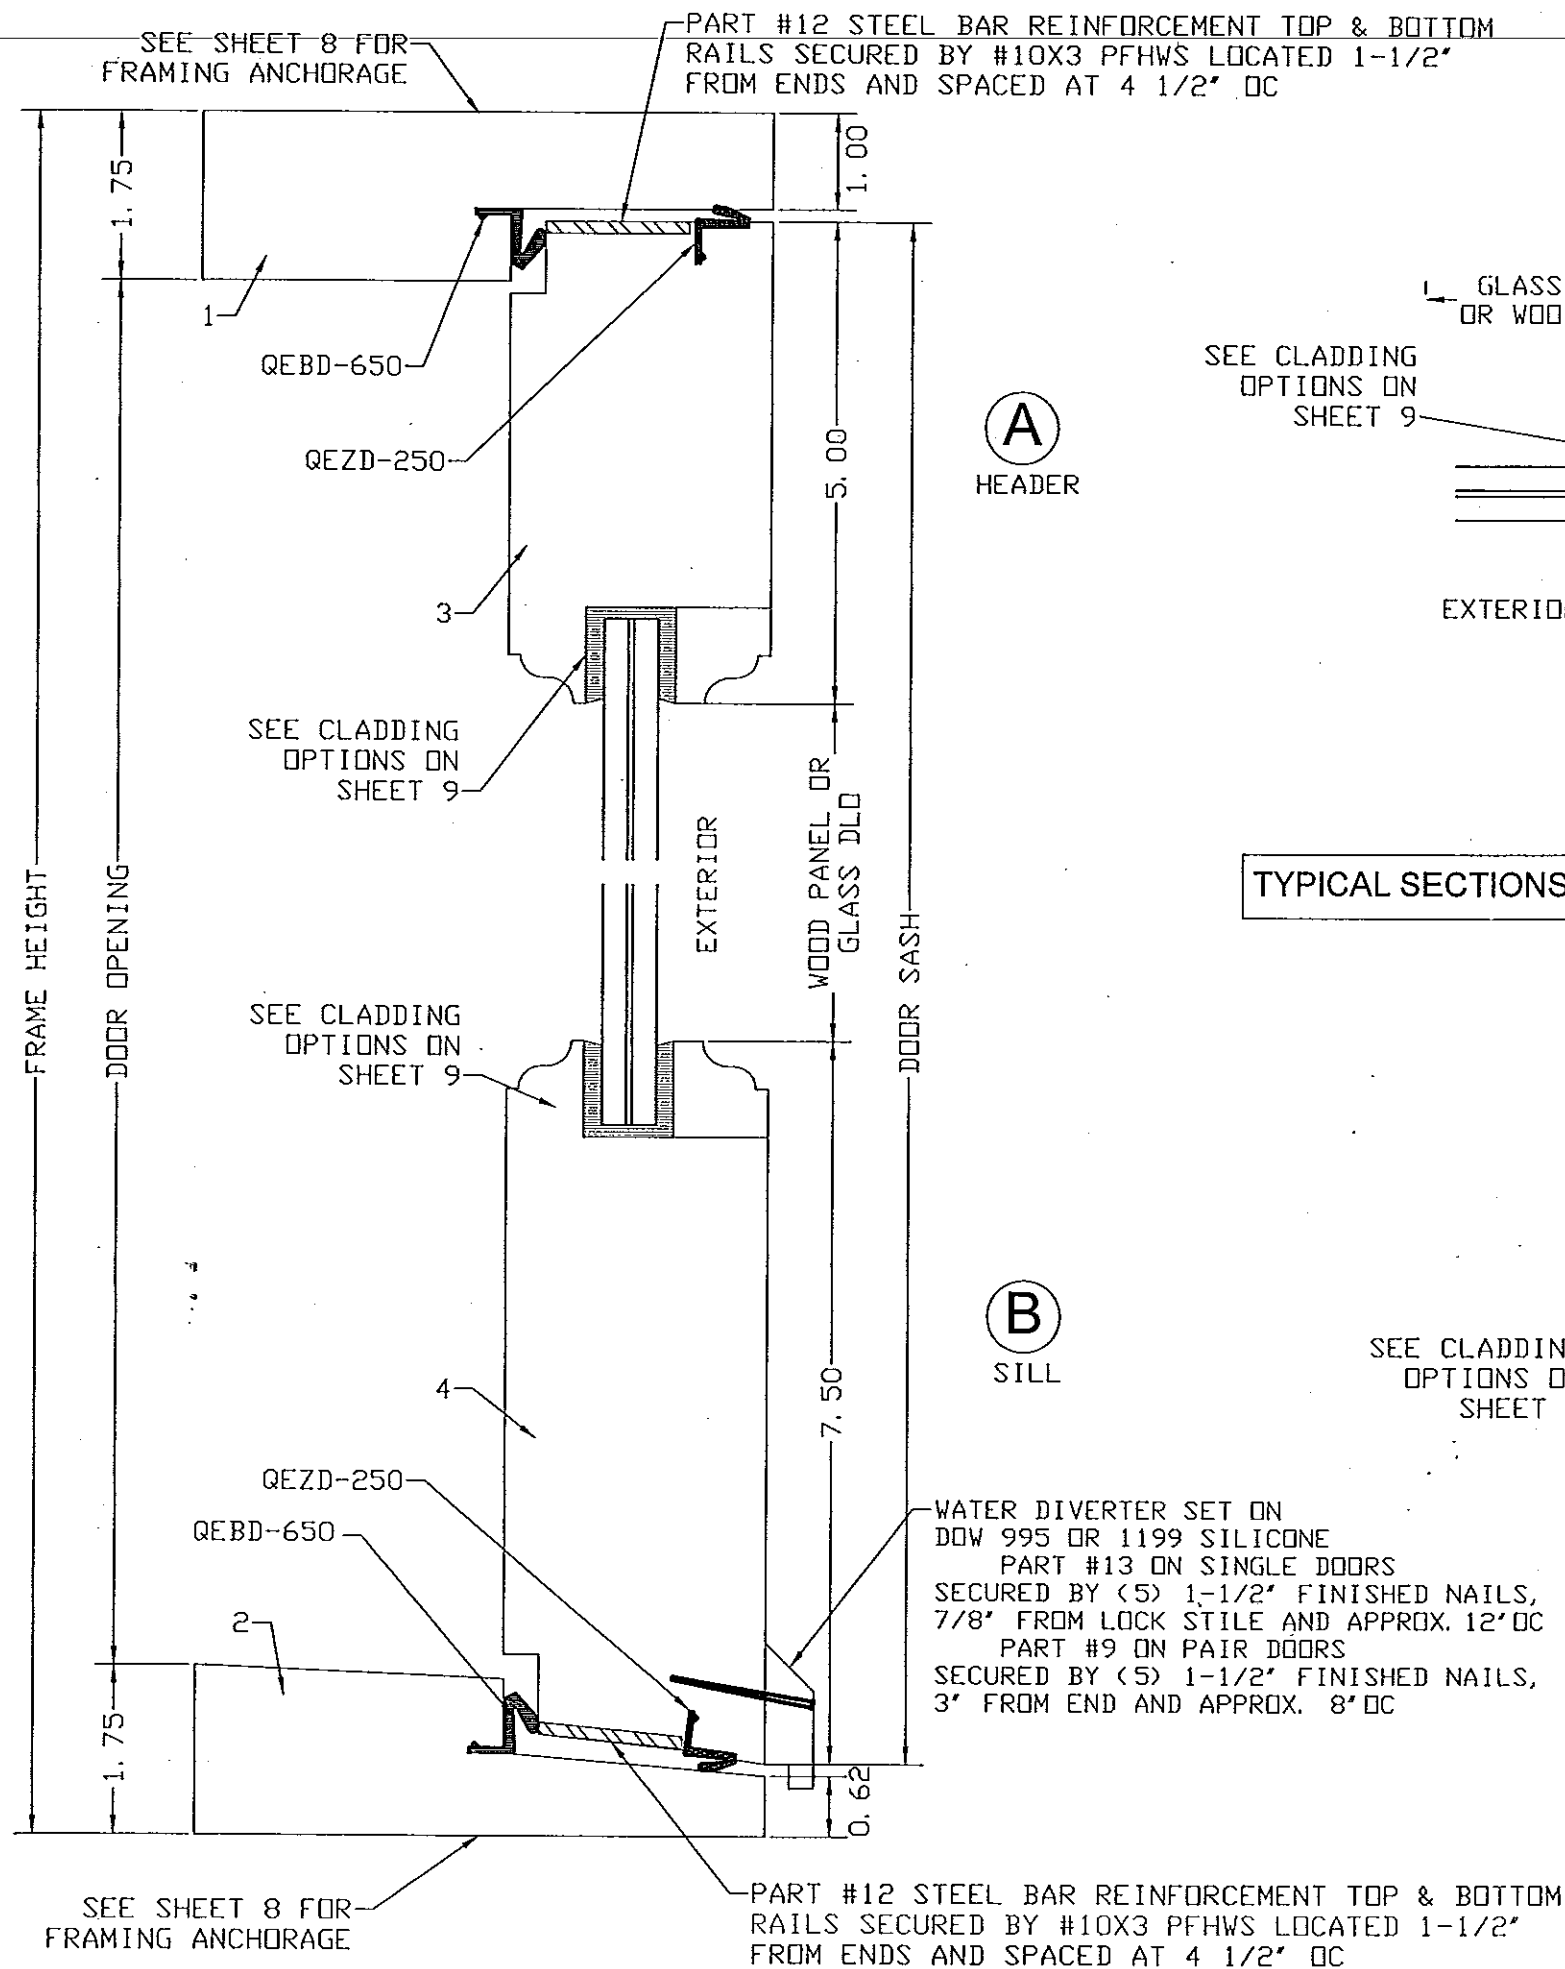 SEE SHEET 8 FOR
FRAMING ANCHORAGE
PART #12 STEEL BAR REINFORCEMENT TOP & BOTTOM
RAILS SECURED BY #10X3 PFHWS LOCATED 1-1/2"
FROM ENDS AND SPACED AT 4 1/2" OC
1.75
1.00
1
QEBD-650
QEZD-250
5.00
A
HEADER
3
GLASS
OR WOO
SEE CLADDING
OPTIONS ON
SHEET 9
EXTERIO
SEE CLADDING
OPTIONS ON
SHEET 9
FRAME HEIGHT
DOOR OPENING
EXTERIOR
WOOD PANEL OR
GLASS DLO
DOOR SASH
TYPICAL SECTIONS
SEE CLADDING
OPTIONS ON
SHEET 9
B
SILL
4
7.50
SEE CLADDIN
OPTIONS O
SHEET
QEZD-250
QEBD-650
2
1.75
0.62
WATER DIVERTER SET ON
DOW 995 OR 1199 SILICONE
PART #13 ON SINGLE DOORS
SECURED BY (5) 1-1/2" FINISHED NAILS,
7/8" FROM LOCK STILE AND APPROX. 12" OC
PART #9 ON PAIR DOORS
SECURED BY (5) 1-1/2" FINISHED NAILS,
3" FROM END AND APPROX. 8" OC
SEE SHEET 8 FOR
FRAMING ANCHORAGE
PART #12 STEEL BAR REINFORCEMENT TOP & BOTTOM
RAILS SECURED BY #10X3 PFHWS LOCATED 1-1/2"
FROM ENDS AND SPACED AT 4 1/2" OC